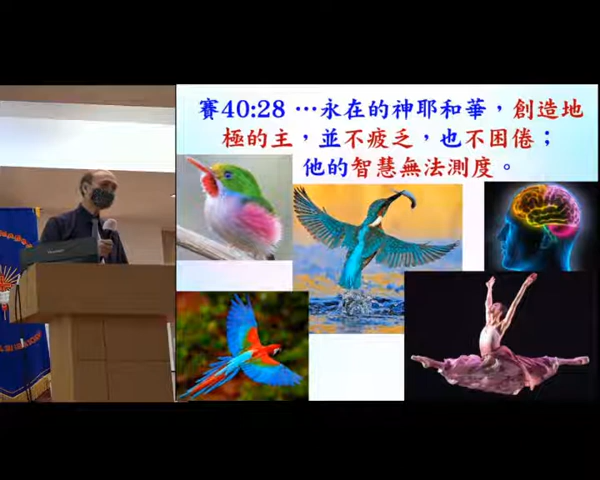 賽40:28 …永在的神耶和華，創造地
極的主，並不疲乏，也不困倦；
他的智慧無法測度。